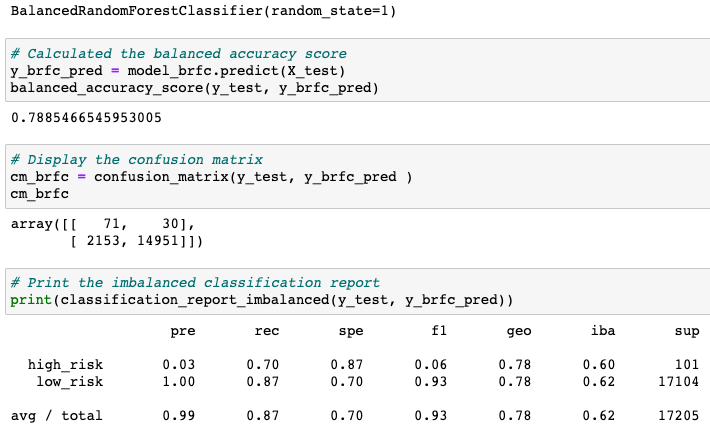 BalancedRandomForestClassifier(random_state=1)
# Calculated the balanced accuracy score
y_brfc_pred = model_brfc.predict(X_test)
balanced_accuracy_score(y_test, y_brfc_pred)
0.7885466545953005
# Display the confusion matrix
cm_brfc = confusion_matrix(y_test, y_brfc_pred )
cm_brfc
array([[   71,    30],
       [ 2153, 14951]])
# Print the imbalanced classification report
print(classification_report_imbalanced(y_test, y_brfc_pred))
pre rec spe f1 geo iba sup
high_risk 0.03 0.70 0.87 0.06 0.78 0.60 101
low_risk 1.00 0.87 0.70 0.93 0.78 0.62 17104
avg / total 0.99 0.87 0.70 0.93 0.78 0.62 17205